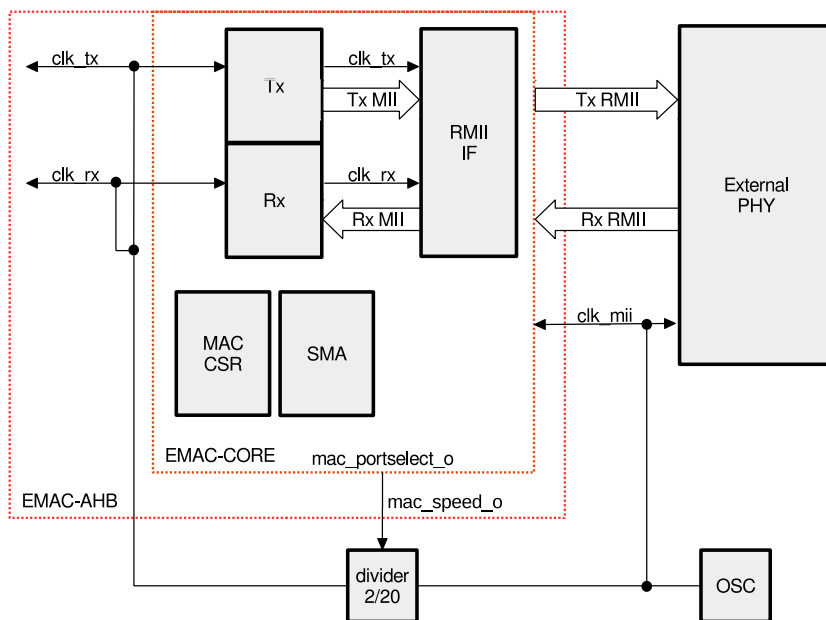 clk_tx
Tx
clk_tx
Tx MII
RMII
IF
Tx RMII
External
PHY
clk_rx
Rx
clk_rx
Rx MII
Rx RMII
MAC
CSR
SMA
clk_mii
EMAC-CORE
mac_portselect_o
EMAC-AHB
mac_speed_o
divider
2/20
OSC